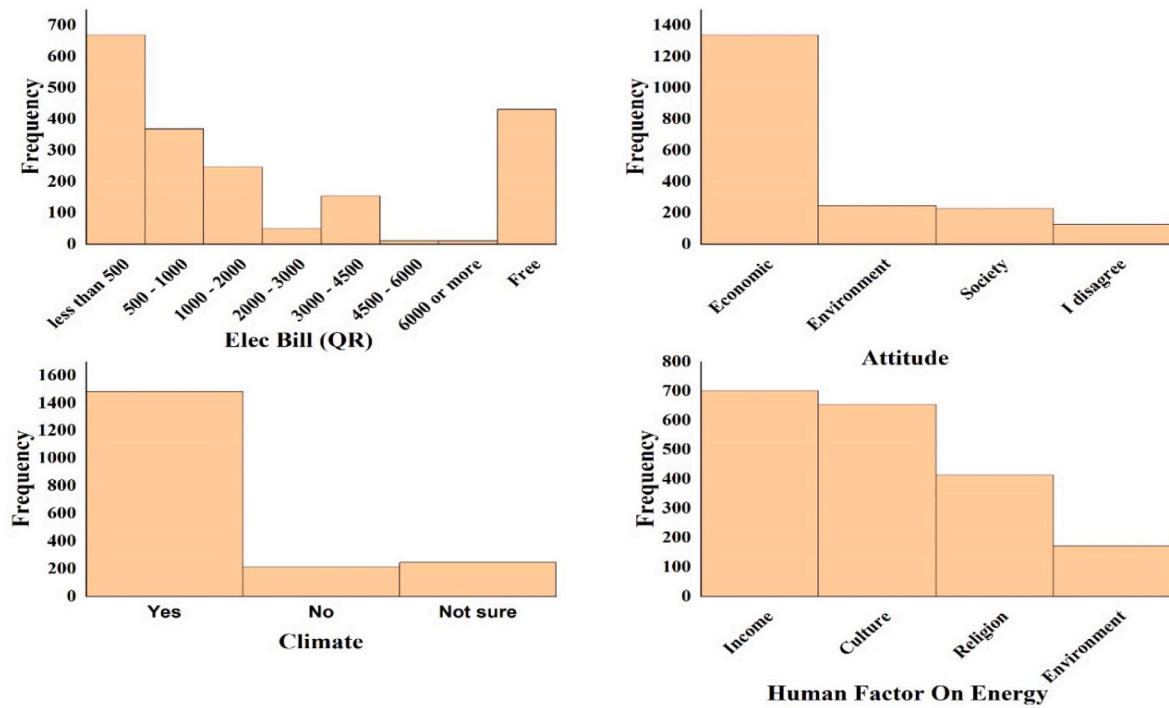 Frequency
700
600
500
400
300
200
100
0
less than 500
500 - 1000
1000 - 2000
2000 - 3000
3000 - 4500
4500 - 6000
6000 or more
Free
Elec Bill (QR)
Frequency
1400
1200
1000
800
600
400
200
0
Economic
Environment
Society
I disagree
Attitude
Frequency
1600
1400
1200
1000
800
600
400
200
0
Yes
No
Not sure
Climate
Frequency
800
700
600
500
400
300
200
100
0
Income
Culture
Religion
Environment
Human Factor On Energy